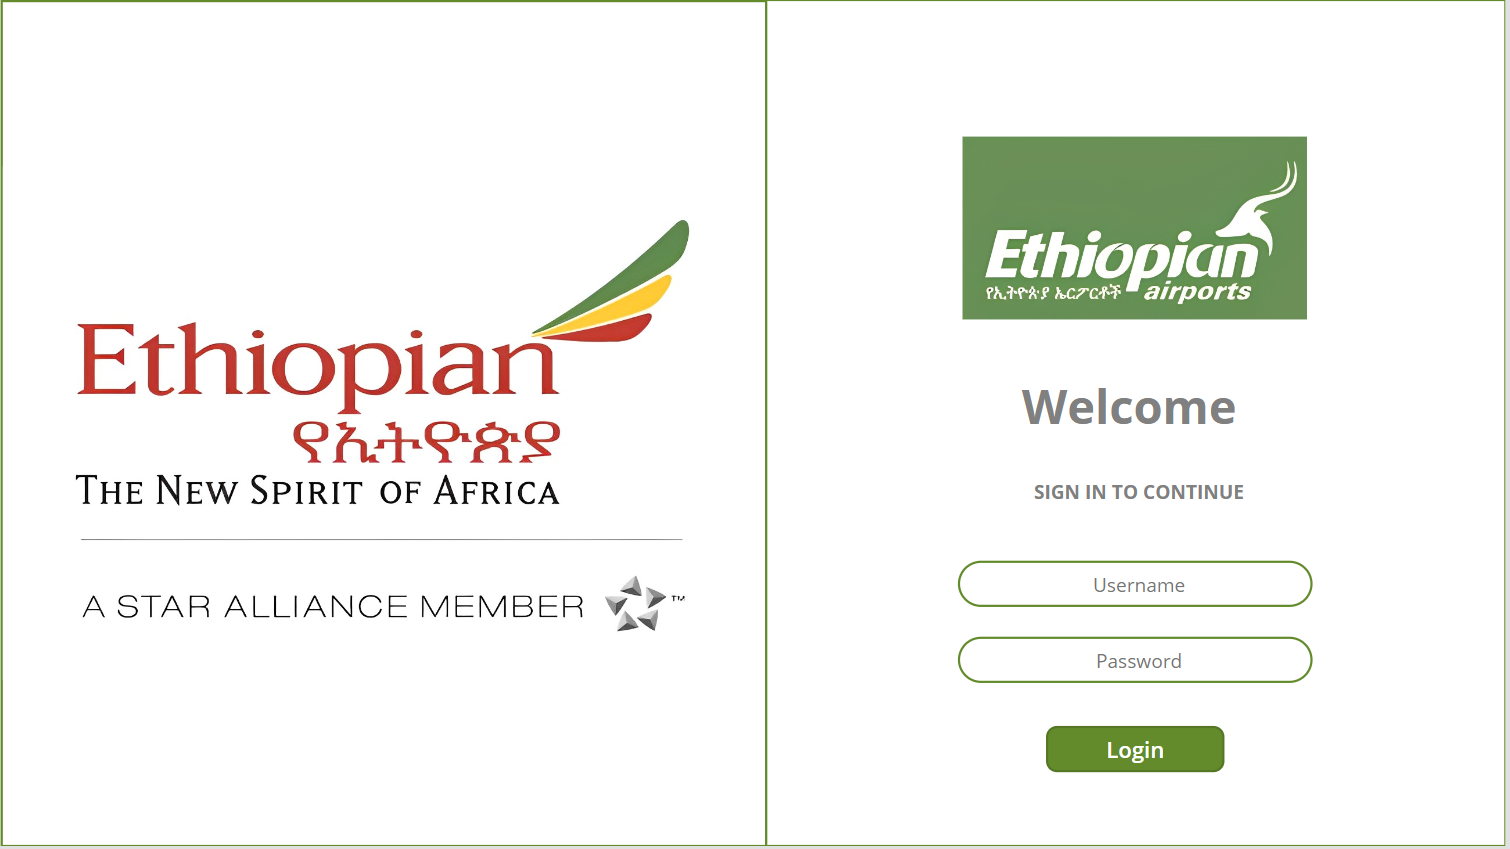 Ethiopian
የኢትዮጵያ
THE NEW SPIRIT OF AFRICA
A STAR ALLIANCE MEMBER ™
Ethiopian
የኢትዮጵያ ኤርፖርቶች airports
Welcome
SIGN IN TO CONTINUE
Username
Password
Login